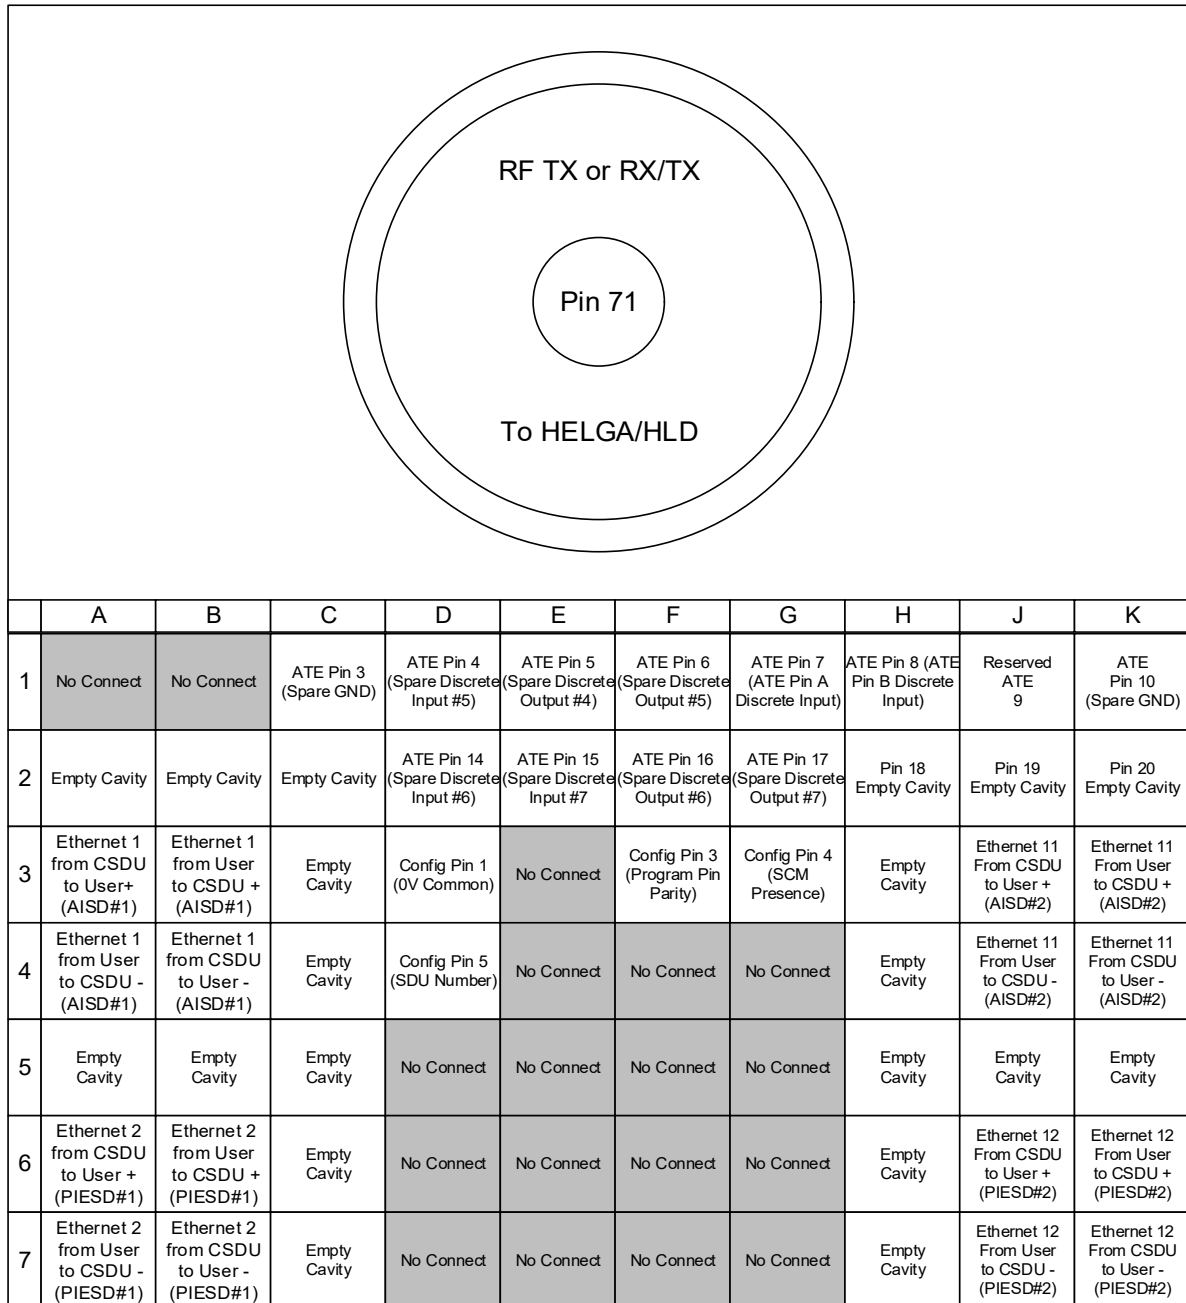 RF TX or RX/TX
Pin 71
To HELGA/HLD
A B C D E F G H J K
1
No Connect
No Connect
ATE Pin 3
(Spare GND)
ATE Pin 4
(Spare Discrete
Input #5)
ATE Pin 5
(Spare Discrete
Output #4)
ATE Pin 6
(Spare Discrete
Output #5)
ATE Pin 7
(ATE Pin A
Discrete Input)
ATE Pin 8 (ATE
Pin B Discrete
Input)
Reserved
ATE
9
ATE
Pin 10
(Spare GND)
2
Empty Cavity
Empty Cavity
Empty Cavity
ATE Pin 14
(Spare Discrete
Input #6)
ATE Pin 15
(Spare Discrete
Input #7
ATE Pin 16
(Spare Discrete
Output #6)
ATE Pin 17
(Spare Discrete
Output #7)
Pin 18
Empty Cavity
Pin 19
Empty Cavity
Pin 20
Empty Cavity
3
Ethernet 1
from CSDU
to User+
(AISD#1)
Ethernet 1
from User
to CSDU +
(AISD#1)
Empty
Cavity
Config Pin 1
(0V Common)
No Connect
Config Pin 3
(Program Pin
Parity)
Config Pin 4
(SCM
Presence)
Empty
Cavity
Ethernet 11
From CSDU
to User +
(AISD#2)
Ethernet 11
From User
to CSDU +
(AISD#2)
4
Ethernet 1
from User
to CSDU -
(AISD#1)
Ethernet 1
from CSDU
to User -
(AISD#1)
Empty
Cavity
Config Pin 5
(SDU Number)
No Connect
No Connect
No Connect
Empty
Cavity
Ethernet 11
From User
to CSDU -
(AISD#2)
Ethernet 11
From CSDU
to User -
(AISD#2)
5
Empty
Cavity
Empty
Cavity
Empty
Cavity
No Connect
No Connect
No Connect
No Connect
Empty
Cavity
Empty
Cavity
Empty
Cavity
6
Ethernet 2
from CSDU
to User +
(PIESD#1)
Ethernet 2
from User
to CSDU +
(PIESD#1)
Empty
Cavity
No Connect
No Connect
No Connect
No Connect
Empty
Cavity
Ethernet 12
From CSDU
to User +
(PIESD#2)
Ethernet 12
From User
to CSDU +
(PIESD#2)
7
Ethernet 2
from User
to CSDU -
(PIESD#1)
Ethernet 2
from CSDU
to User -
(PIESD#1)
Empty
Cavity
No Connect
No Connect
No Connect
No Connect
Empty
Cavity
Ethernet 12
From User
to CSDU -
(PIESD#2)
Ethernet 12
From CSDU
to User -
(PIESD#2)